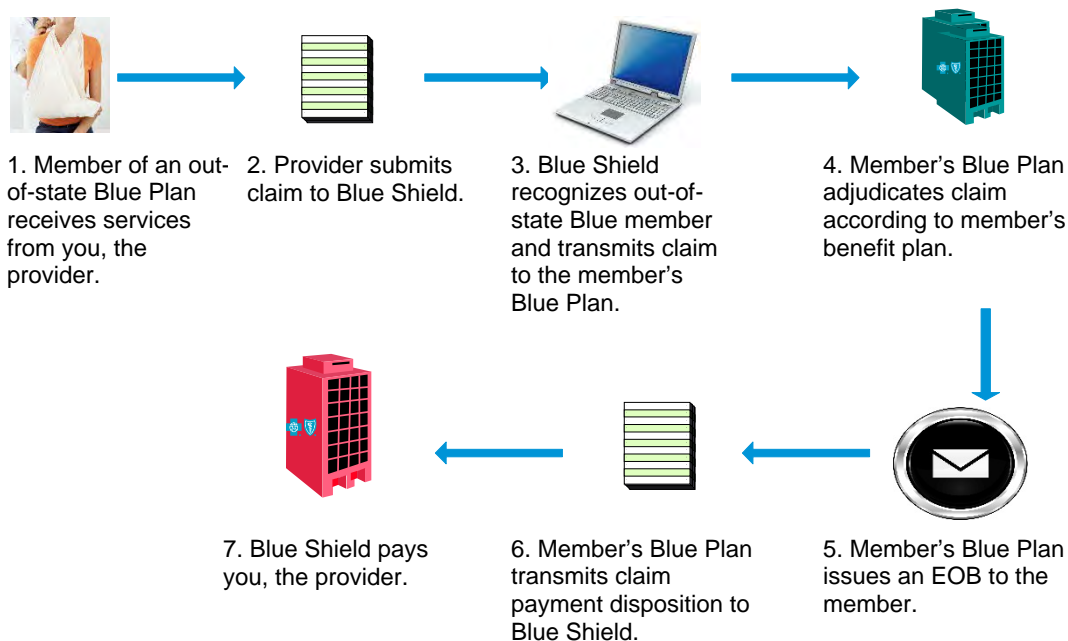 1. Member of an out-
of-state Blue Plan
receives services
from you, the
provider.
2. Provider submits
claim to Blue Shield.
3. Blue Shield
recognizes out-of-
state Blue member
and transmits claim
to the member's
Blue Plan.
4. Member's Blue Plan
adjudicates claim
according to member's
benefit plan.
5. Member's Blue Plan
issues an EOB to the
member.
6. Member's Blue Plan
transmits claim
payment disposition to
Blue Shield.
7. Blue Shield pays
you, the provider.